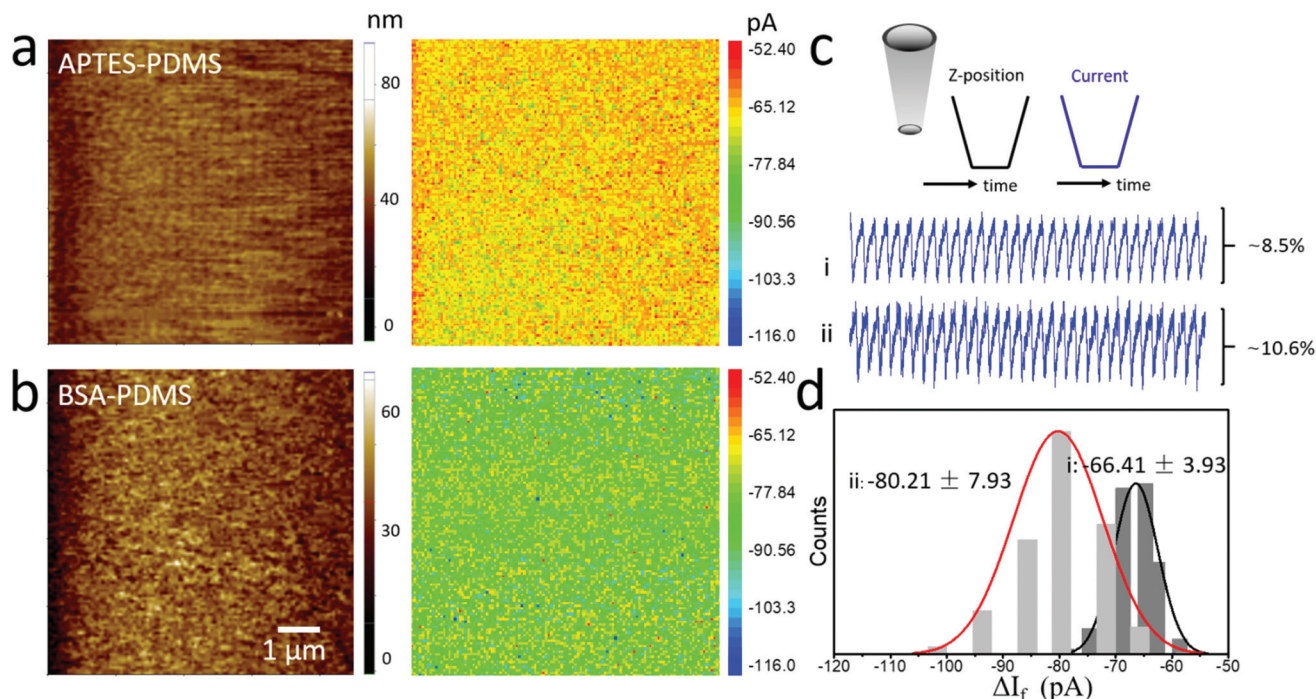 a
APTES-PDMS
nm
80
40
0
pA
-52.40
-65.12
-77.84
-90.56
-103.3
-116.0
b
BSA-PDMS
1 μm
60
30
0
-52.40
-65.12
-77.84
-90.56
-103.3
-116.0
c
Z-position
Current
time
time
i
~8.5%
ii
~10.6%
d
ii: -80.21 ± 7.93
i: -66.41 ± 3.93
Counts
-120 -110 -100 -90 -80 -70 -60 -50
ΔI_f (pA)